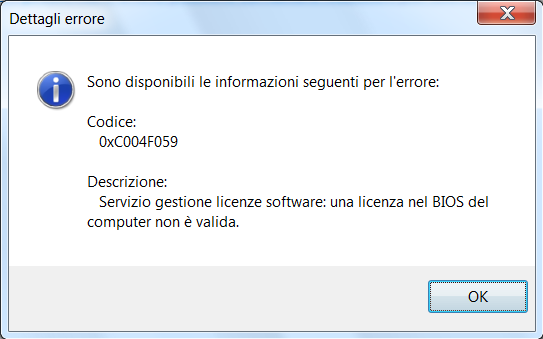 Dettagli errore
Sono disponibili le informazioni seguenti per l'errore:
Codice:
0xC004F059
Descrizione:
Servizio gestione licenze software: una licenza nel BIOS del
computer non è valida.
OK